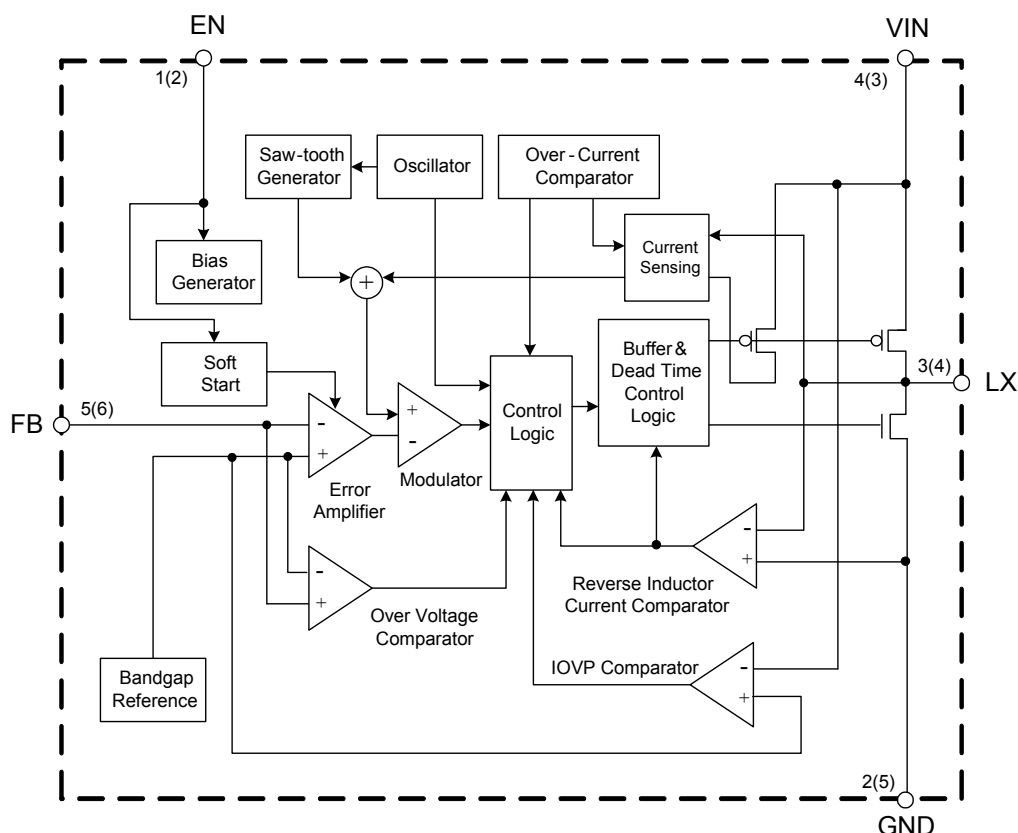 EN
VIN
1(2)
4(3)
Saw-tooth
Generator
Oscillator
Over-Current
Comparator
Current
Sensing
Bias
Generator
+
Soft
Start
Buffer &
Dead Time
Control
Logic
3(4)
LX
FB
5(6)
-
+
Error
Amplifier
+
-
Modulator
Control
Logic
-
+
Over Voltage
Comparator
-
+
Reverse Inductor
Current Comparator
Bandgap
Reference
IOVP Comparator
-
+
2(5)
GND